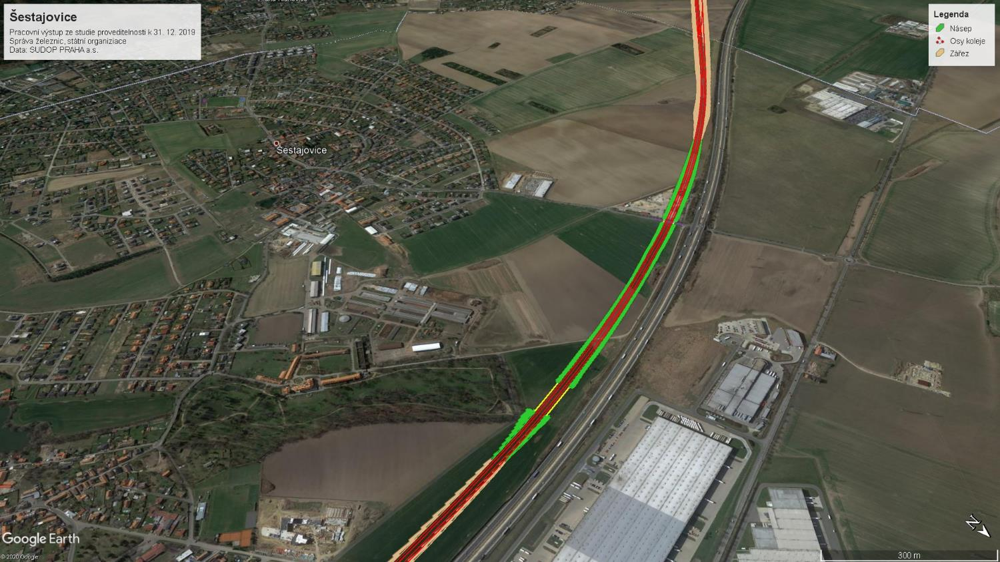 Šestajovice
Pracovní výstup ze studie proveditelnosti k 31. 12. 2019
Správa železnic, státní organiziace
Data: SUDOP PRAHA a.s.
Legenda
Násep
Osy koleje
Zářez
Šestajovice
Google Earth
© 2020 Google
N
300 m